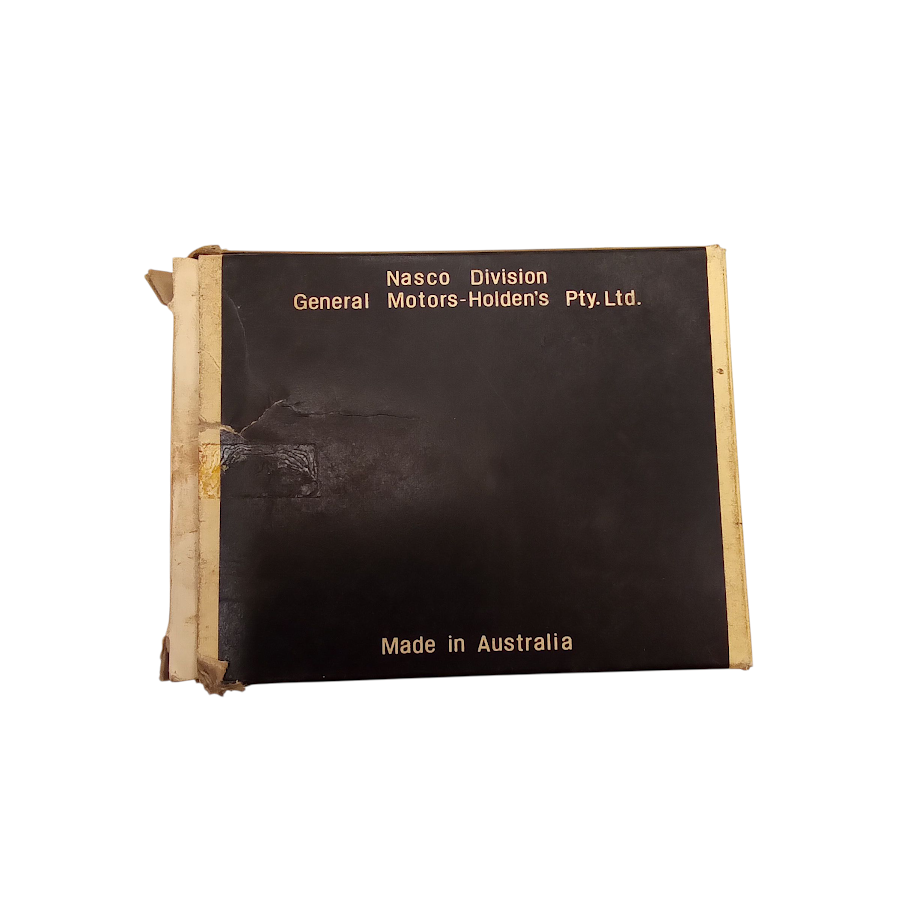 Nasco Division
General Motors-Holden's Pty.Ltd.
Made in Australia